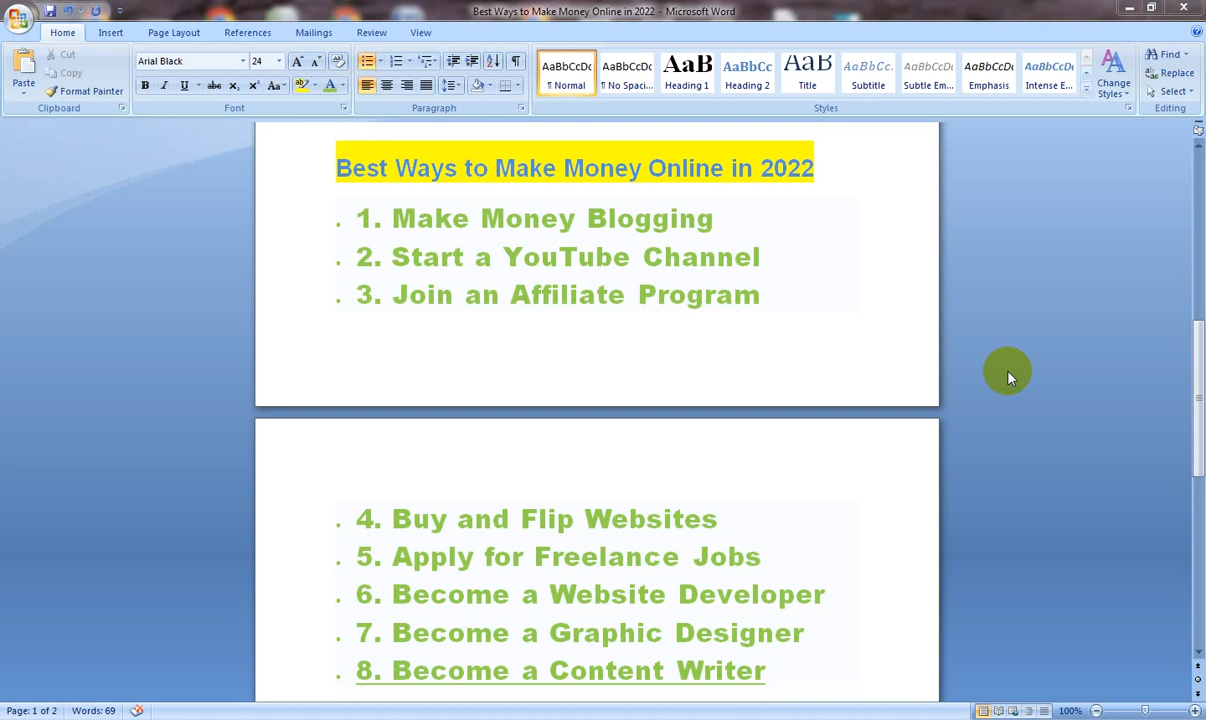 Best Ways to Make Money Online in 2022 - Microsoft Word
Home Insert Page Layout References Mailings Review View
Paste
Cut
Copy
Format Painter
Clipboard
Arial Black 24
Font
Paragraph
AaBbCcDc AaBbCcDc AaB AaBbCc AaB AaBbCc. AaBbCcDc AaBbCcDc AaBbCcDc
¶ Normal ¶ No Spaci... Heading 1 Heading 2 Title Subtitle Subtle Em... Emphasis Intense E...
Change Styles
Styles
Find
Replace
Select
Editing
Best Ways to Make Money Online in 2022
. 1. Make Money Blogging
. 2. Start a YouTube Channel
. 3. Join an Affiliate Program
. 4. Buy and Flip Websites
. 5. Apply for Freelance Jobs
. 6. Become a Website Developer
. 7. Become a Graphic Designer
. 8. Become a Content Writer
Page: 1 of 2 Words: 69 100%